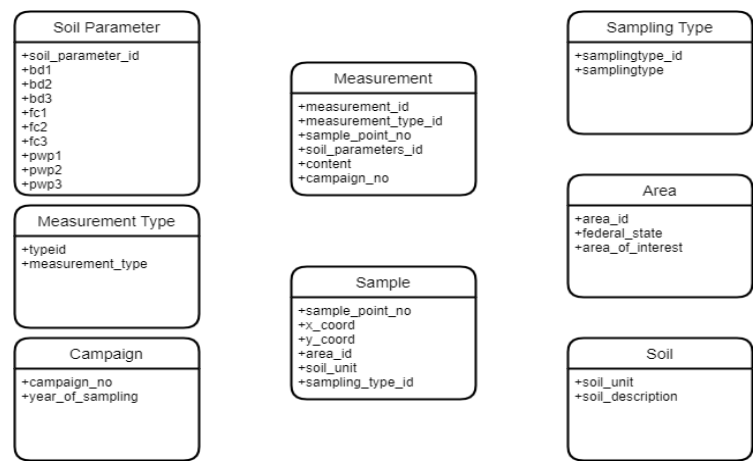 Soil Parameter
+soil_parameter_id
+bd1
+bd2
+bd3
+fc1
+fc2
+fc3
+pwp1
+pwp2
+pwp3
Measurement Type
+typeid
+measurement_type
Campaign
+campaign_no
+year_of_sampling
Measurement
+measurement_id
+measurement_type_id
+sample_point_no
+soil_parameters_id
+content
+campaign_no
Sample
+sample_point_no
+x_coord
+y_coord
+area_id
+soil_unit
+sampling_type_id
Sampling Type
+samplingtype_id
+samplingtype
Area
+area_id
+federal_state
+area_of_interest
Soil
+soil_unit
+soil_description